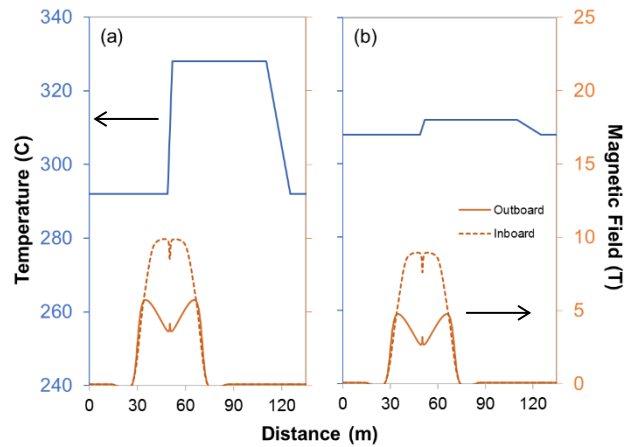 (a)
(b)
340
320
300
280
260
240
Temperature (C)
25
20
15
10
5
0
Magnetic Field (T)
Outboard
Inboard
0 30 60 90 120
0 30 60 90 120
Distance (m)